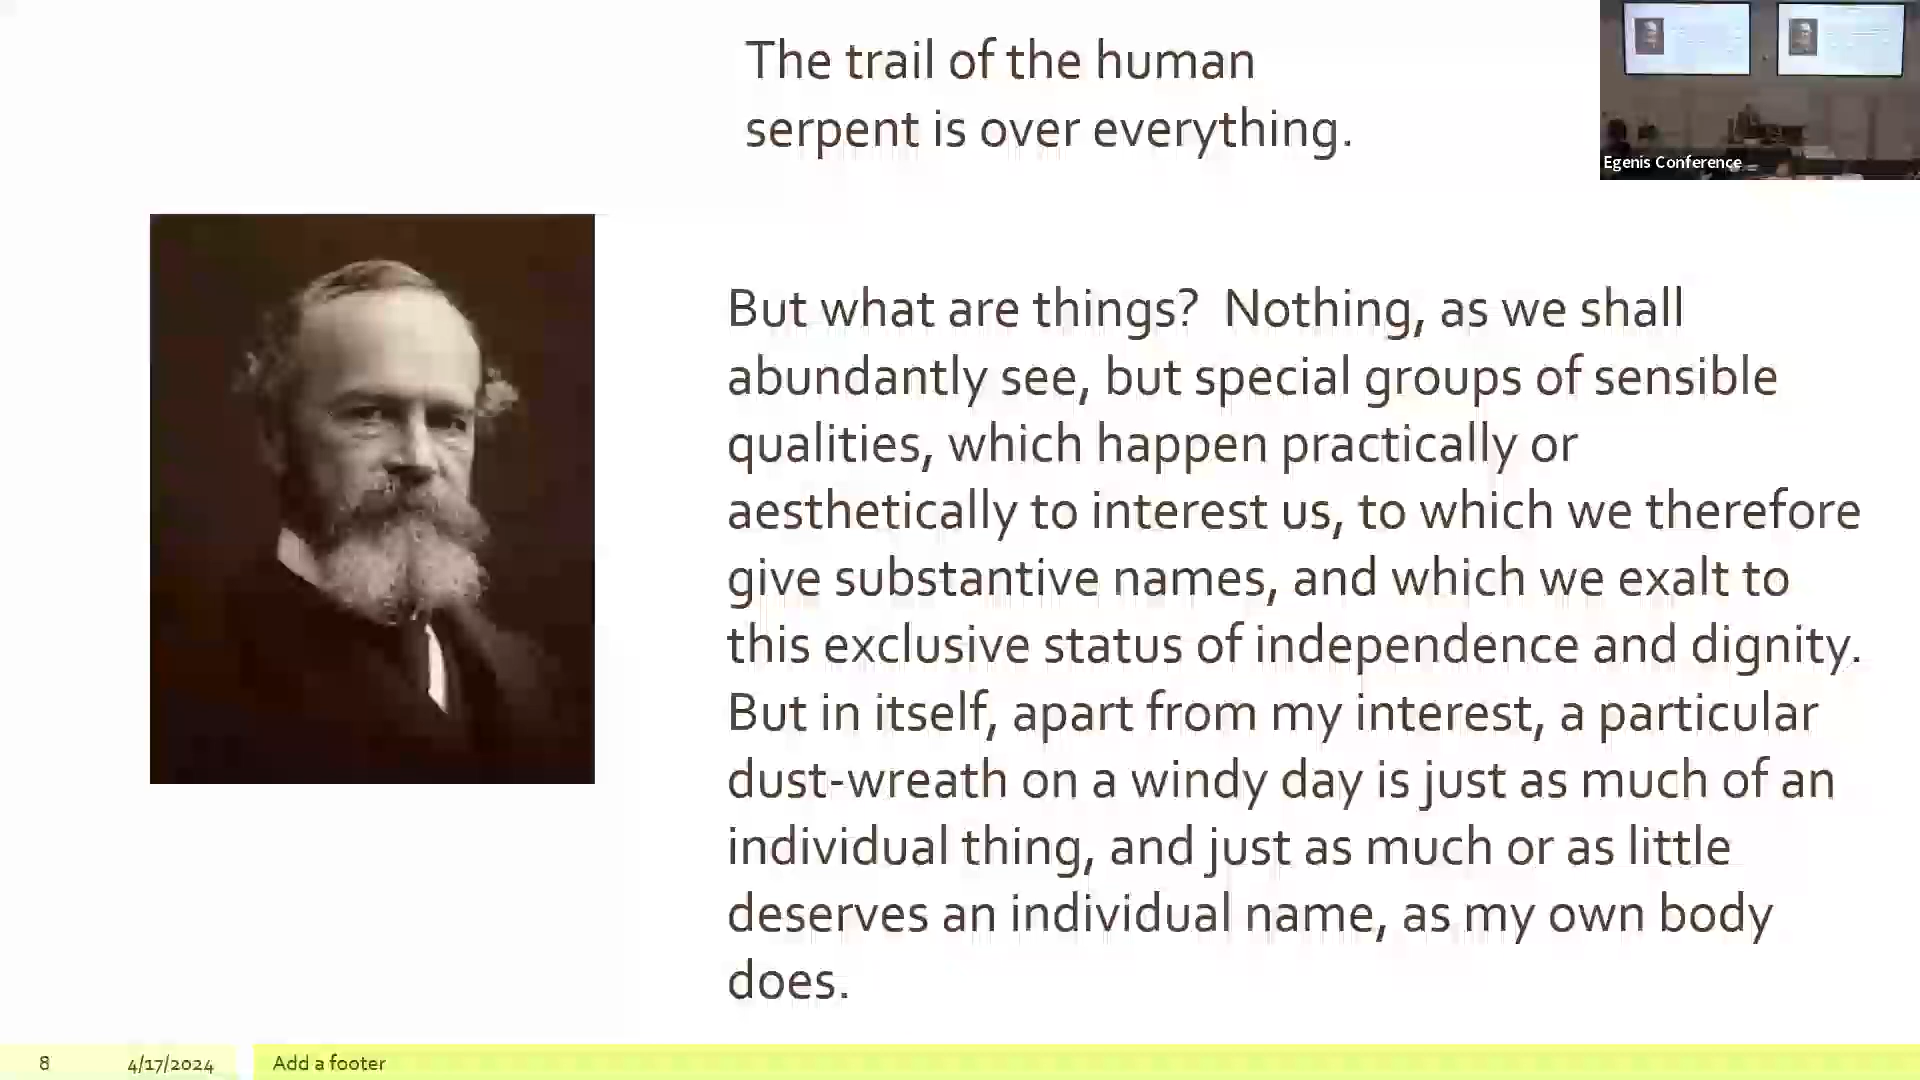 The trail of the human
serpent is over everything.
Egenis Conference
But what are things?  Nothing, as we shall
abundantly see, but special groups of sensible
qualities, which happen practically or
aesthetically to interest us, to which we therefore
give substantive names, and which we exalt to
this exclusive status of independence and dignity.
But in itself, apart from my interest, a particular
dust-wreath on a windy day is just as much of an
individual thing, and just as much or as little
deserves an individual name, as my own body
does.
8 4/17/2024 Add a footer